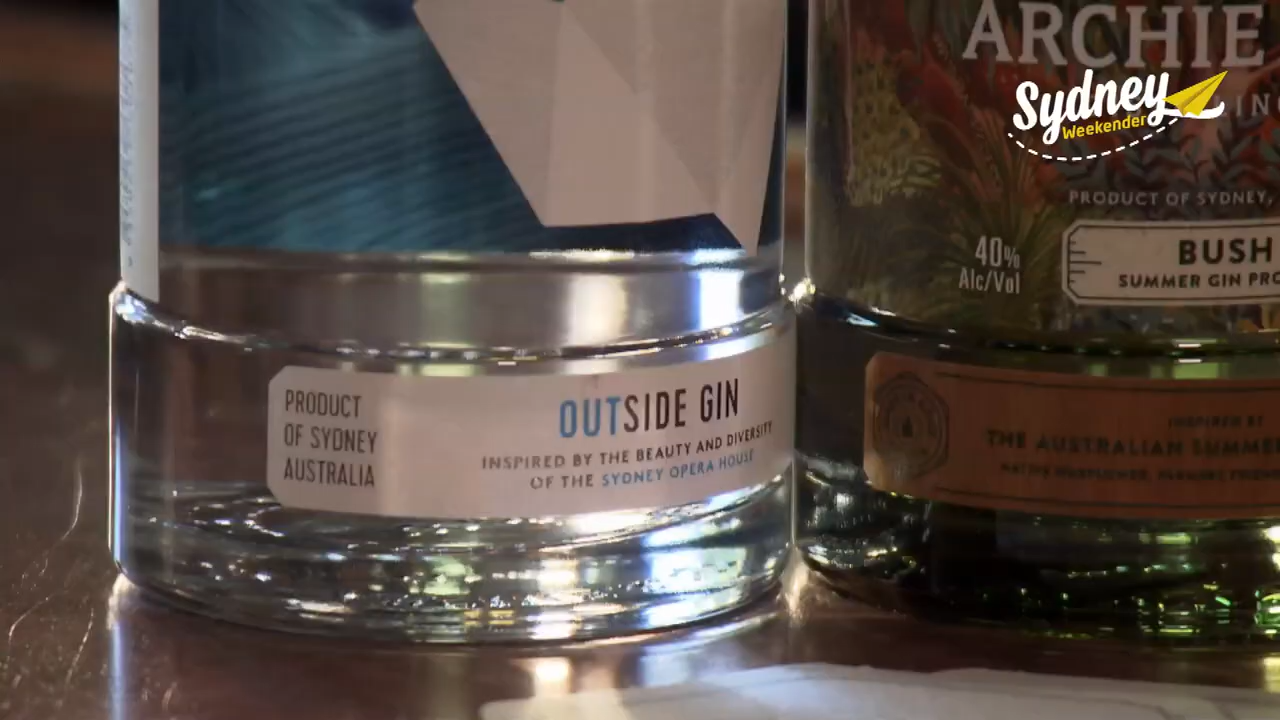 PRODUCT
OF SYDNEY
AUSTRALIA
OUTSIDE GIN
INSPIRED BY THE BEAUTY AND DIVERSITY
OF THE SYDNEY OPERA HOUSE
ARCHIE
Sydney
Weekender
PRODUCT OF SYDNEY,
40%
Alc/Vol
BUSH
SUMMER GIN
INSPIRED BY
THE AUSTRALIAN SUMMER